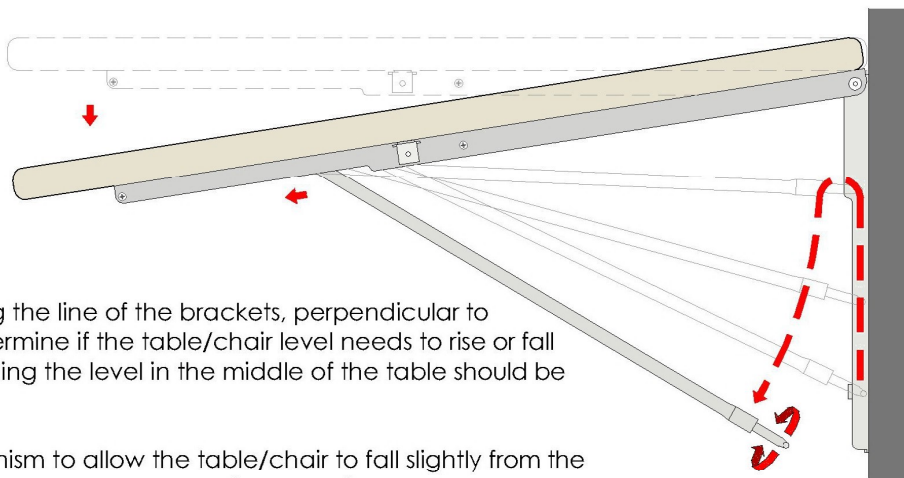 g the line of the brackets, perpendicular to
ermine if the table/chair level needs to rise or fall
ing the level in the middle of the table should be
nism to allow the table/chair to fall slightly from the